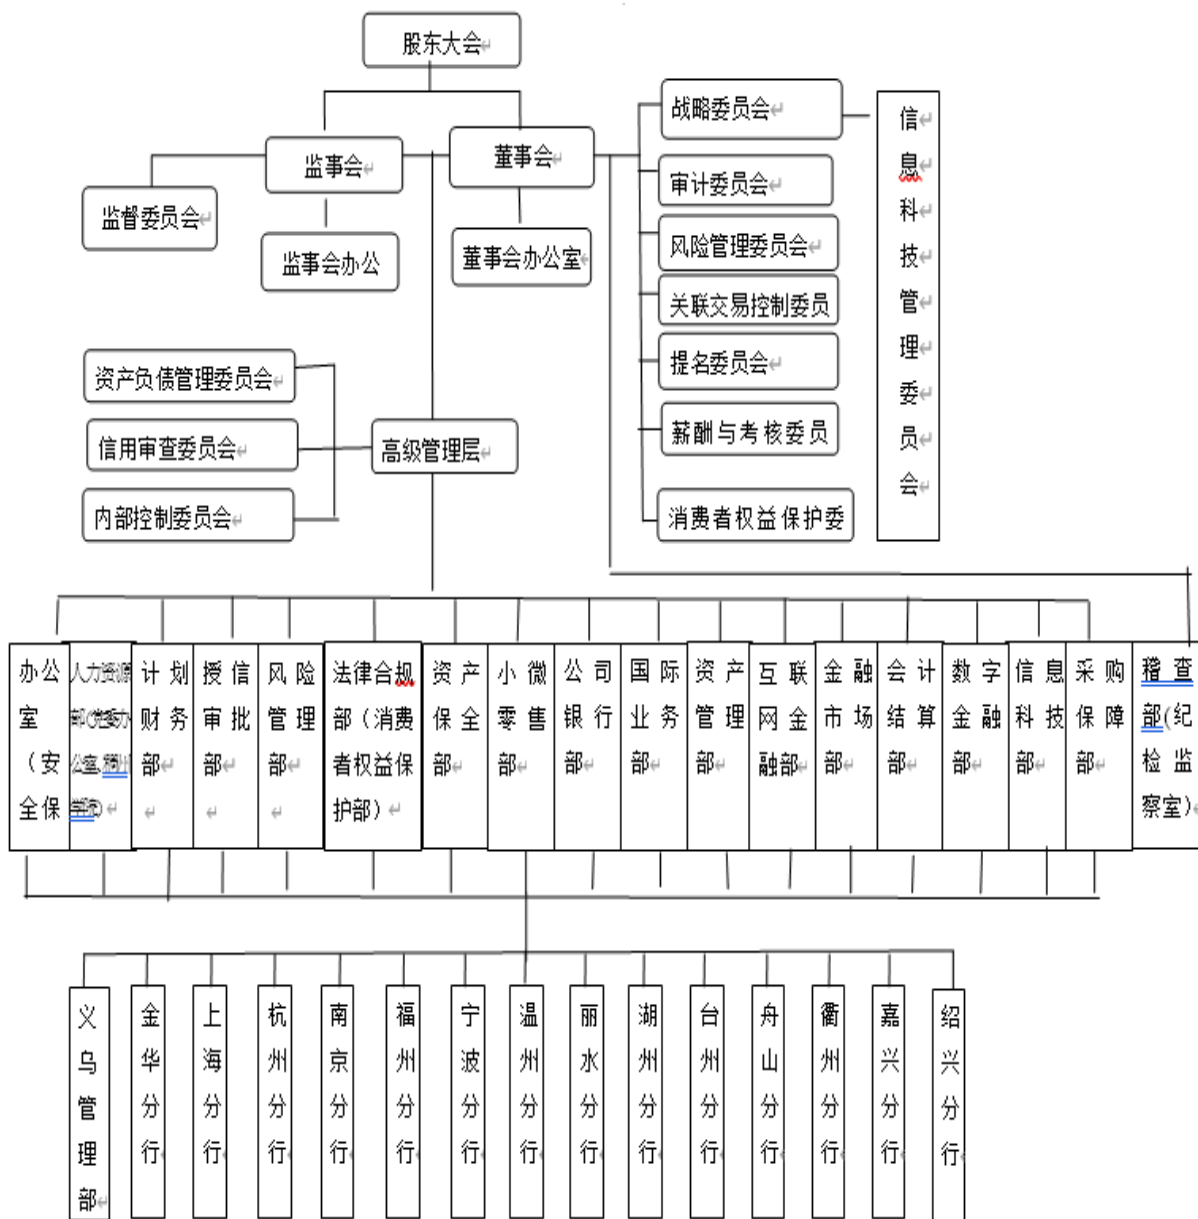 股东大会
监事会
董事会
监督委员会
监事会办公
董事会办公室
战略委员会
审计委员会
风险管理委员会
关联交易控制委员
提名委员会
薪酬与考核委员
消费者权益保护委
信
息
科
技
管
理
委
员
会
资产负债管理委员会
信用审查委员会
内部控制委员会
高级管理层
办公
室
（安
全保
人力资源
部（党委办
公室、稠州
学院）
计划
财务
部
授信
审批
部
风险
管理
部
法律合规
部（消费
者权益保
护部）
资产
保全
部
小微
零售
部
公司
银行
部
国际
业务
部
资产
管理
部
互联
网金
融部
金融
市场
部
会计
结算
部
数字
金融
部
信息
科技
部
采购
保障
部
稽查
部(纪
检监
察室)
义
乌
管
理
部
金
华
分
行
上
海
分
行
杭
州
分
行
南
京
分
行
福
州
分
行
宁
波
分
行
温
州
分
行
丽
水
分
行
湖
州
分
行
台
州
分
行
舟
山
分
行
衢
州
分
行
嘉
兴
分
行
绍
兴
分
行